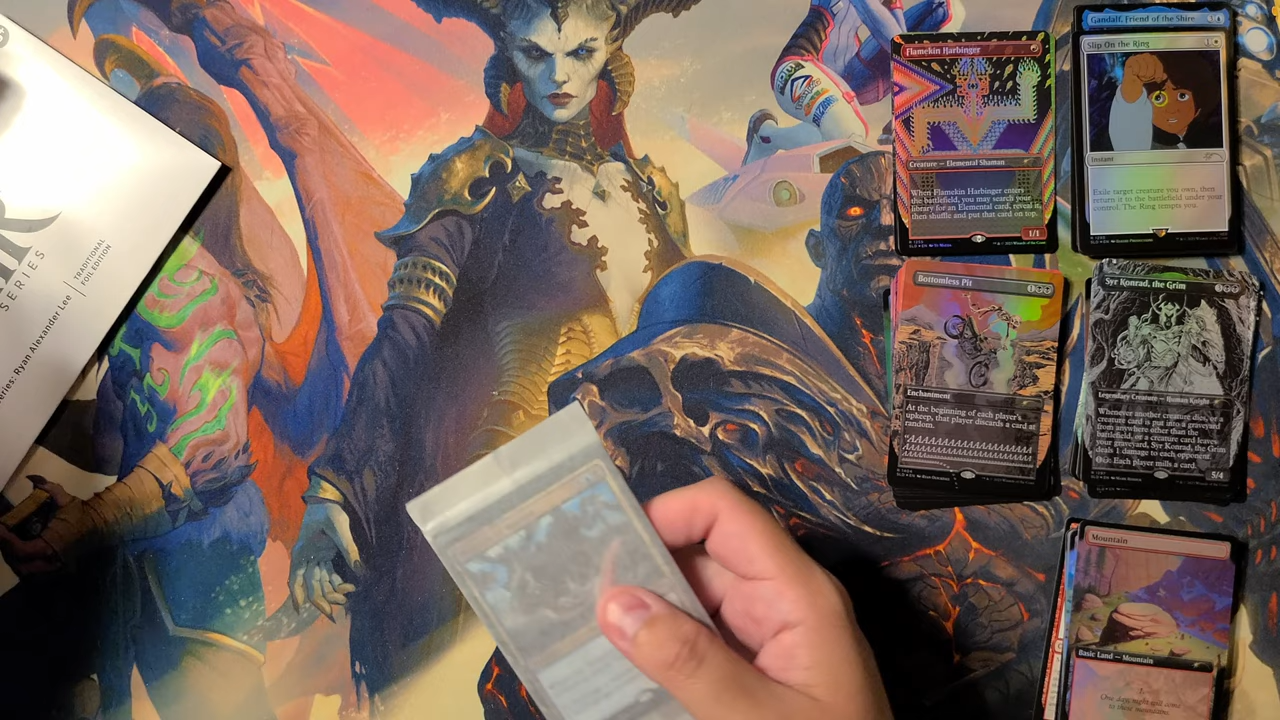 SERIES
TRADITIONAL
FOIL EDITION
eries: Ryan Alexander Lee
Flamekin Harbinger
Creature — Elemental Shaman
When Flamekin Harbinger enters
the battlefield, you may search your
library for an Elemental card, reveal it,
then shuffle and put that card on top.
1/1
Gandalf, Friend of the Shire
Slip On the Ring
Instant
Exile target creature you own, then
return it to the battlefield under your
control. The Ring tempts you.
Bottomless Pit
Enchantment
At the beginning of each player's
upkeep, that player discards a card at
random.
Syr Konrad, the Grim
Legendary Creature — Human Knight
Whenever another creature dies, or a
creature card is put into a graveyard
from anywhere other than the
battlefield, or a creature card leaves
your graveyard, Syr Konrad, the Grim
deals 1 damage to each opponent.
Each player mills a card.
5/4
Mountain
Basic Land — Mountain